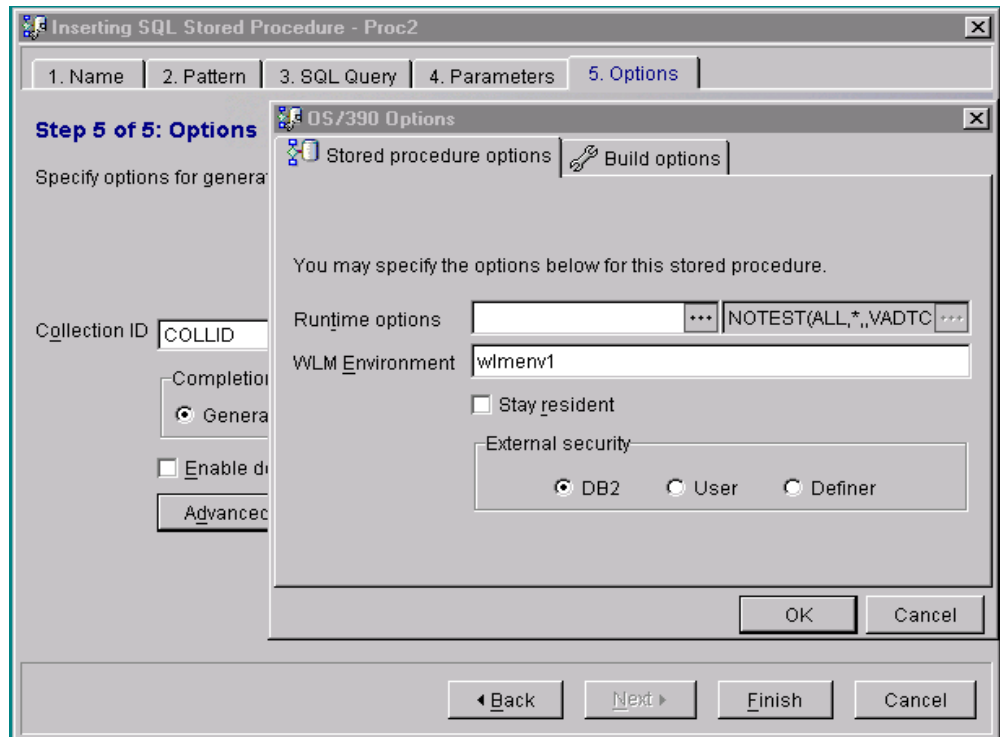 Inserting SQL Stored Procedure - Proc2
1. Name 2. Pattern 3. SQL Query 4. Parameters 5. Options
Step 5 of 5: Options
Specify options for genera
Collection ID COLLID
Completion
Genera
Enable de
Advanced
OS/390 Options
Stored procedure options Build options
You may specify the options below for this stored procedure.
Runtime options ... NOTEST(ALL,*,,VADTC ...
WLM Environment wlmenv1
Stay resident
External security
DB2 User Definer
OK Cancel
Back Next Finish Cancel